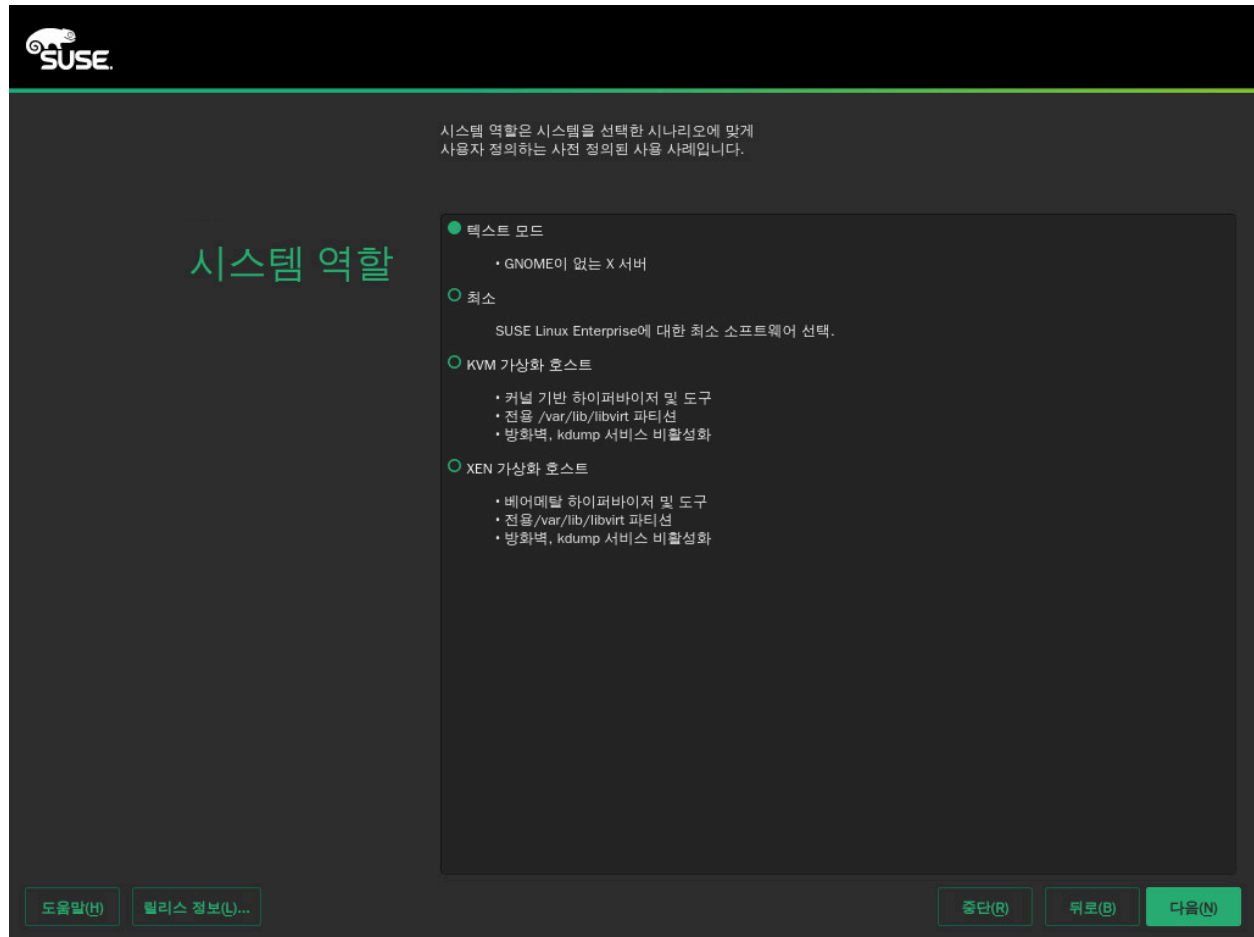 SUSE.
시스템 역할은 시스템을 선택한 시나리오에 맞게
사용자 정의하는 사전 정의된 사용 사례입니다.
시스템 역할
텍스트 모드
• GNOME이 없는 X 서버
최소
SUSE Linux Enterprise에 대한 최소 소프트웨어 선택.
KVM 가상화 호스트
• 커널 기반 하이퍼바이저 및 도구
• 전용 /var/lib/libvirt 파티션
• 방화벽, kdump 서비스 비활성화
XEN 가상화 호스트
• 베어메탈 하이퍼바이저 및 도구
• 전용/var/lib/libvirt 파티션
• 방화벽, kdump 서비스 비활성화
도움말(H) 릴리스 정보(L)... 중단(R) 뒤로(B) 다음(N)